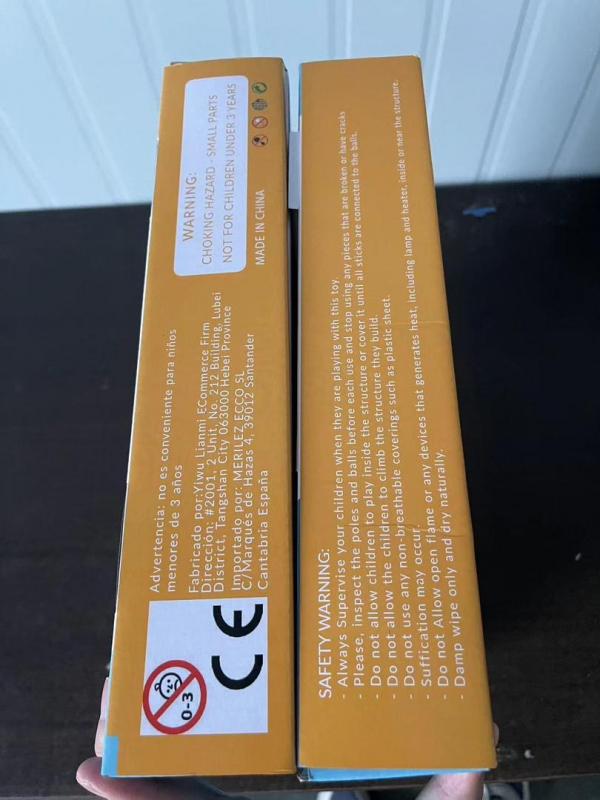 WARNING:
CHOKING HAZARD - SMALL PARTS
NOT FOR CHILDREN UNDER 3 YEARS
MADE IN CHINA
Advertencia: no es conveniente para niños
menores de 3 años
Fabricado por:Yiwu Lianmi ECommerce Firm
Dirección: #2001, 2 Unit, No. 212 Building, Lubei
District, Tangshan City 063000 Hebei Province
Importado por: MERILEZ ECCO SL
C/Marqués de Hazas 4, 39012 Santander
Cantabria España
0-3
CE
SAFETY WARNING:
- Always Supervise your children when they are playing with this toy.
- Please, inspect the poles and balls before each use and stop using any pieces that are broken or have cracks
- Do not allow children to play inside the structure or cover it until all sticks are connected to the balls.
- Do not allow the children to climb the structure they build.
- Do not use any non-breathable coverings such as plastic sheet.
- Suffication may occur.
- Do not Allow open flame or any devices that generates heat, including lamp and heater, inside or near the structure.
- Damp wipe only and dry naturally.